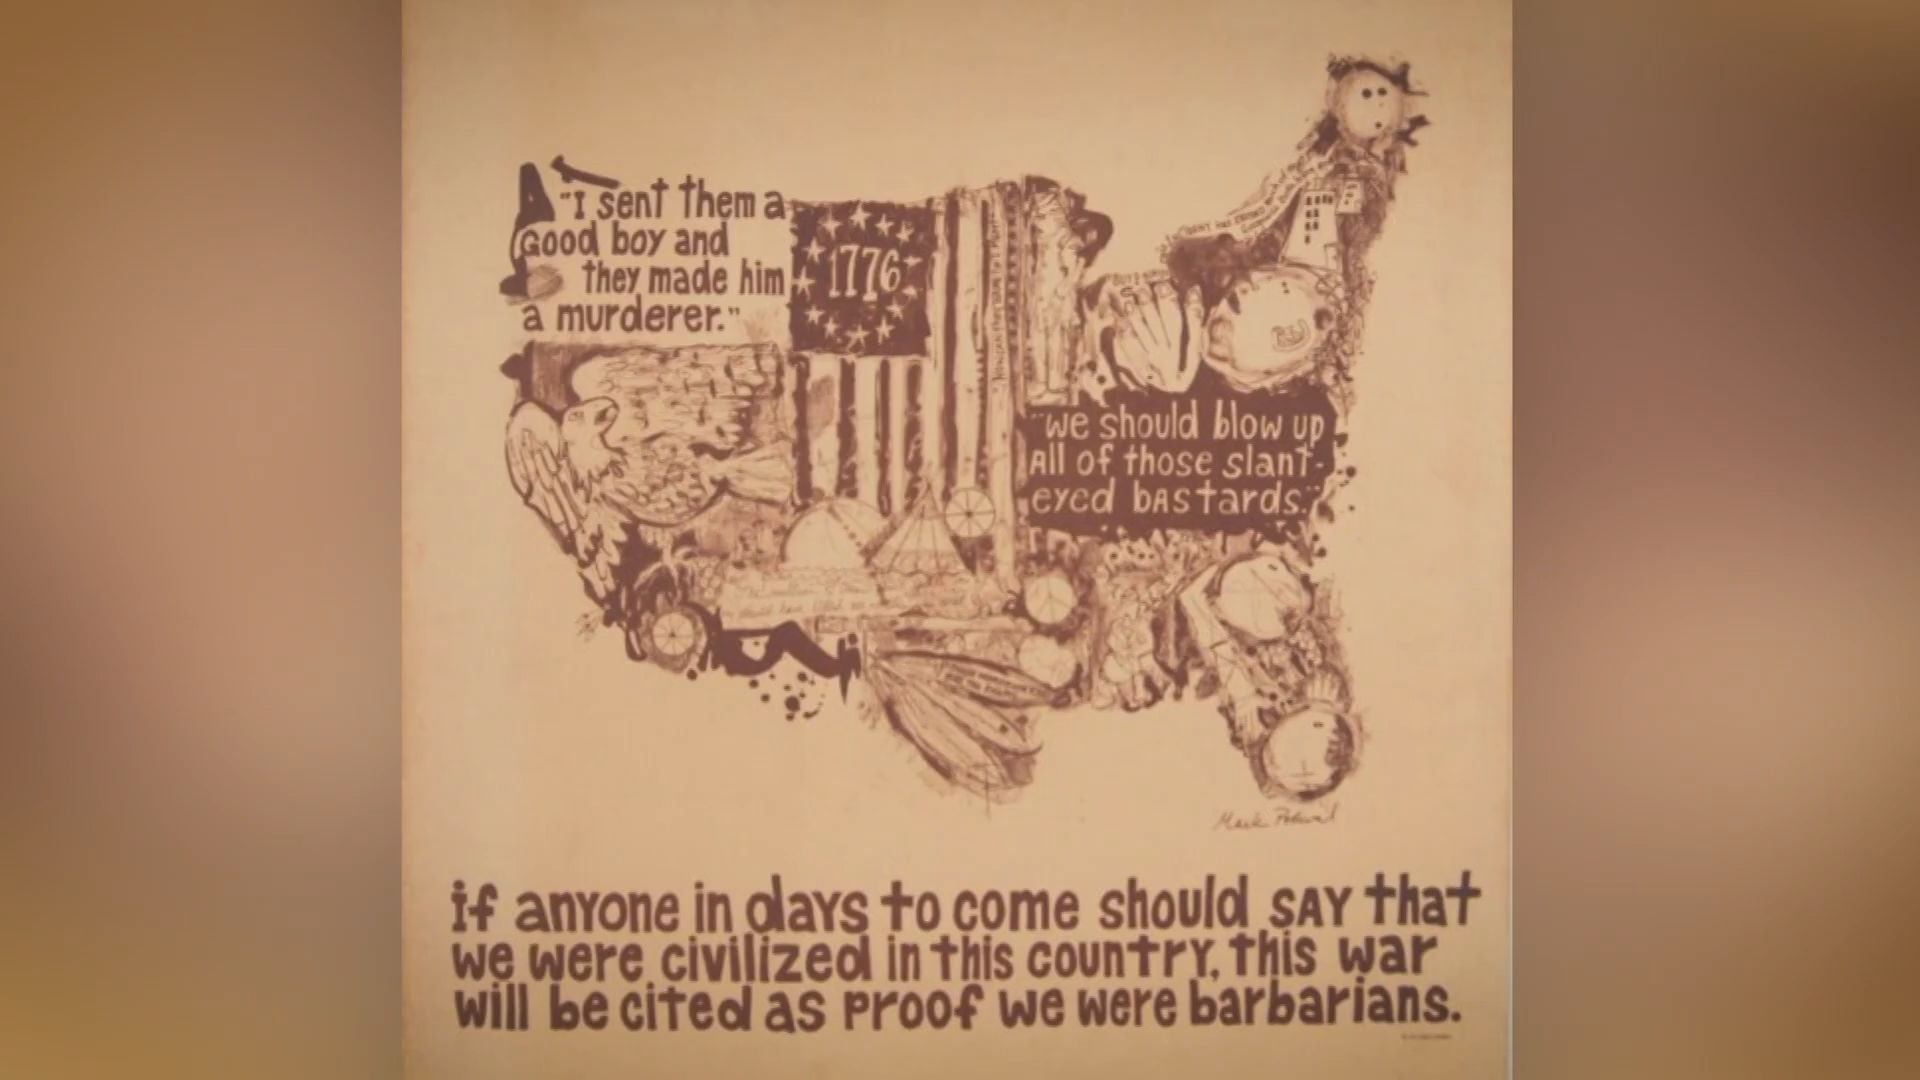 "I sent them a
Good boy and
they made him
a murderer."
1776
"we should blow up
All of those slant-
eyed bastards."
Mark Podwal
if anyone in days to come should SAY that
we were civilized in this country, this war
will be cited as proof we were barbarians.